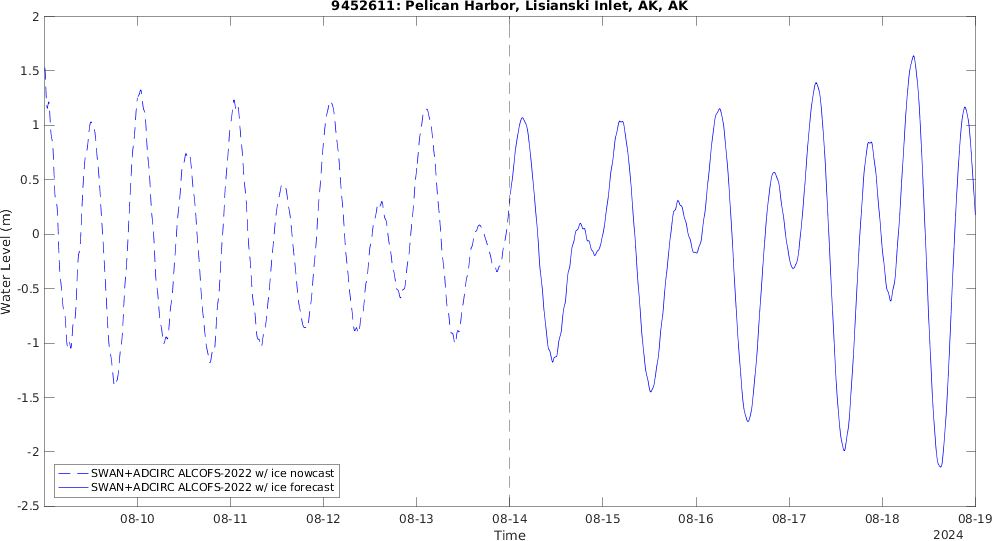 9452611: Pelican Harbor, Lisianski Inlet, AK, AK
2
1.5
1
0.5
0
-0.5
-1
-1.5
-2
-2.5
Water Level (m)
SWAN+ADCIRC ALCOFS-2022 w/ ice nowcast
SWAN+ADCIRC ALCOFS-2022 w/ ice forecast
08-10 08-11 08-12 08-13 08-14 08-15 08-16 08-17 08-18 08-19
Time
2024